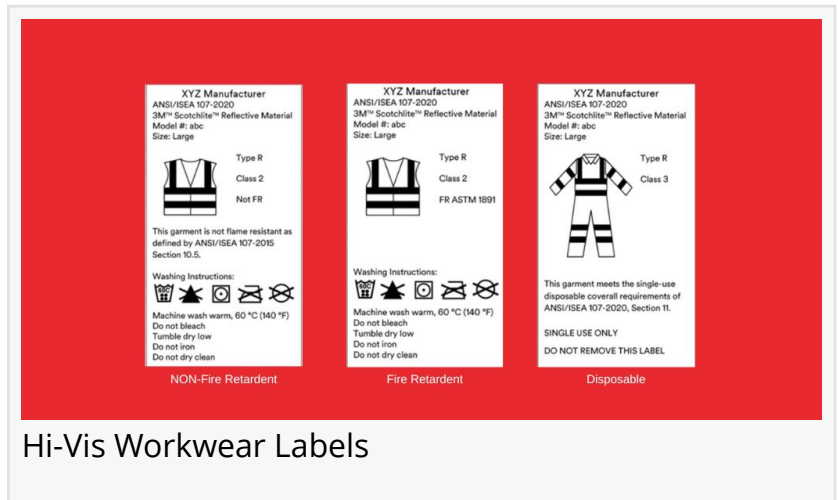 XYZ Manufacturer
ANSI/ISEA 107-2020
3M™ Scotchlite™ Reflective Material
Model #: abc
Size: Large
Type R
Class 2
Not FR
This garment is not flame resistant as
defined by ANSI/ISEA 107-2015
Section 10.5.
Washing Instructions:
60C
Machine wash warm, 60 °C (140 °F)
Do not bleach
Tumble dry low
Do not iron
Do not dry clean
NON-Fire Retardent
XYZ Manufacturer
ANSI/ISEA 107-2020
3M™ Scotchlite™ Reflective Material
Model #: abc
Size: Large
Type R
Class 2
FR ASTM 1891
Washing Instructions:
60C
Machine wash warm, 60 °C (140 °F)
Do not bleach
Tumble dry low
Do not iron
Do not dry clean
Fire Retardent
XYZ Manufacturer
ANSI/ISEA 107-2020
3M™ Scotchlite™ Reflective Material
Model #: abc
Size: Large
Type R
Class 3
This garment meets the single-use
disposable coverall requirements of
ANSI/ISEA 107-2020, Section 11.
SINGLE USE ONLY
DO NOT REMOVE THIS LABEL
Disposable
Hi-Vis Workwear Labels